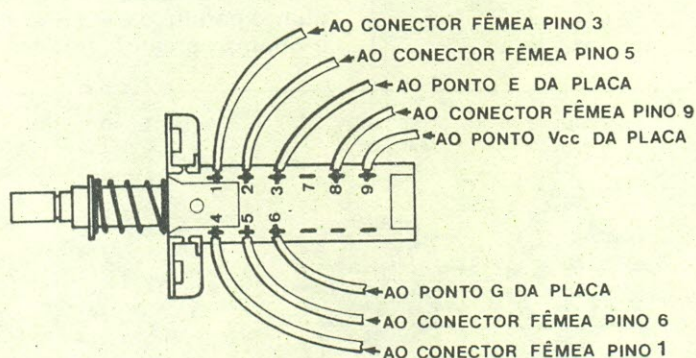 AO CONECTOR FÊMEA PINO 3
AO CONECTOR FÊMEA PINO 5
AO PONTO E DA PLACA
AO CONECTOR FÊMEA PINO 9
AO PONTO Vcc DA PLACA
1 2 3 7 8 9
4 5 6
AO PONTO G DA PLACA
AO CONECTOR FÊMEA PINO 6
AO CONECTOR FÊMEA PINO 1